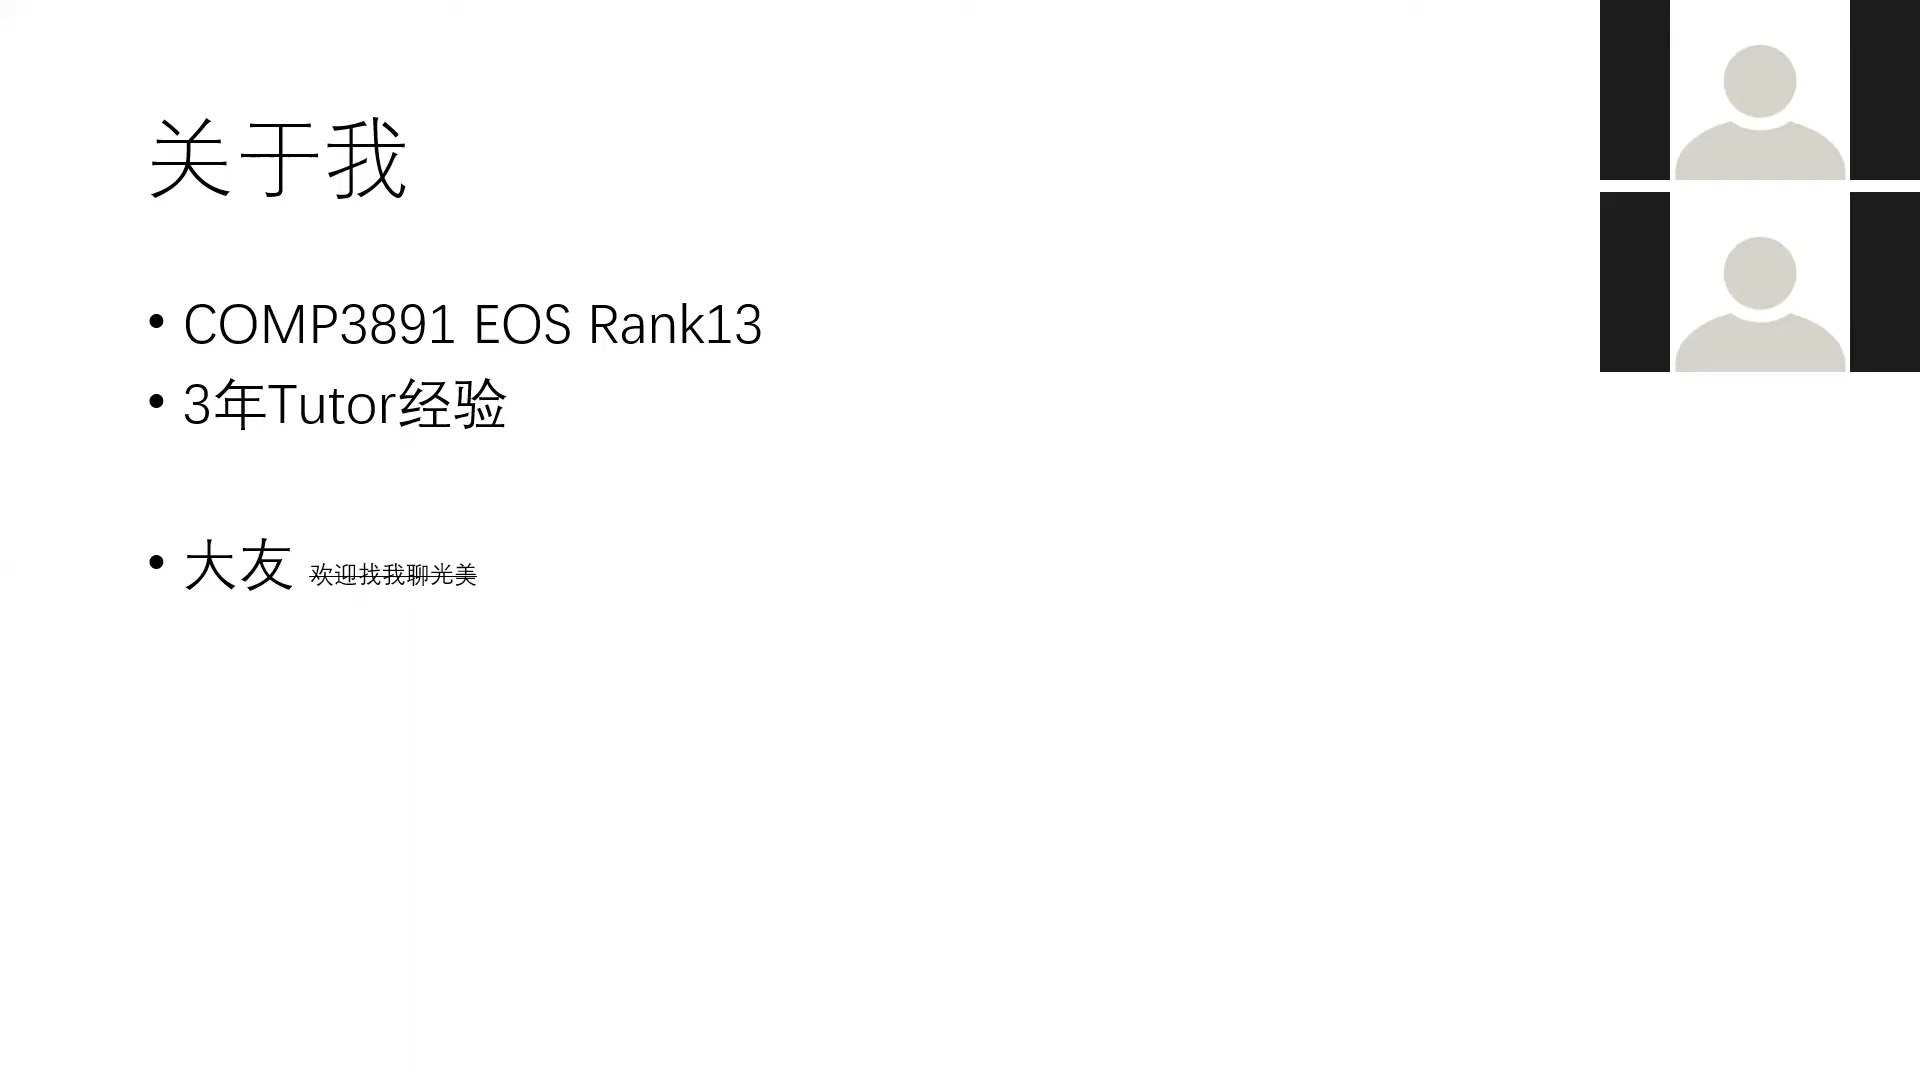 关于我
• COMP3891 EOS Rank13
• 3年Tutor经验
• 大友 欢迎找我聊光美